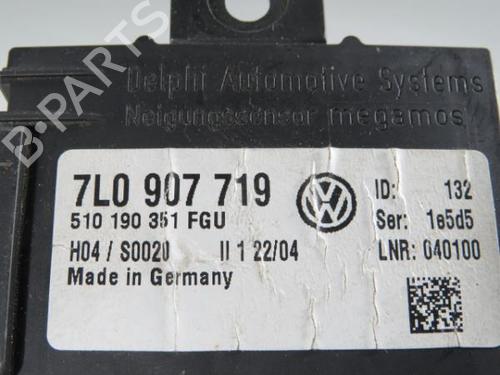 Delphi Automotive Systems
Neigungssensor megamos
7L0 907 719
ID: 132
510 190 351 FGU
Ser: 1e5d5
H04 / S0020 II 1 22/04
LNR: 040100
Made in Germany